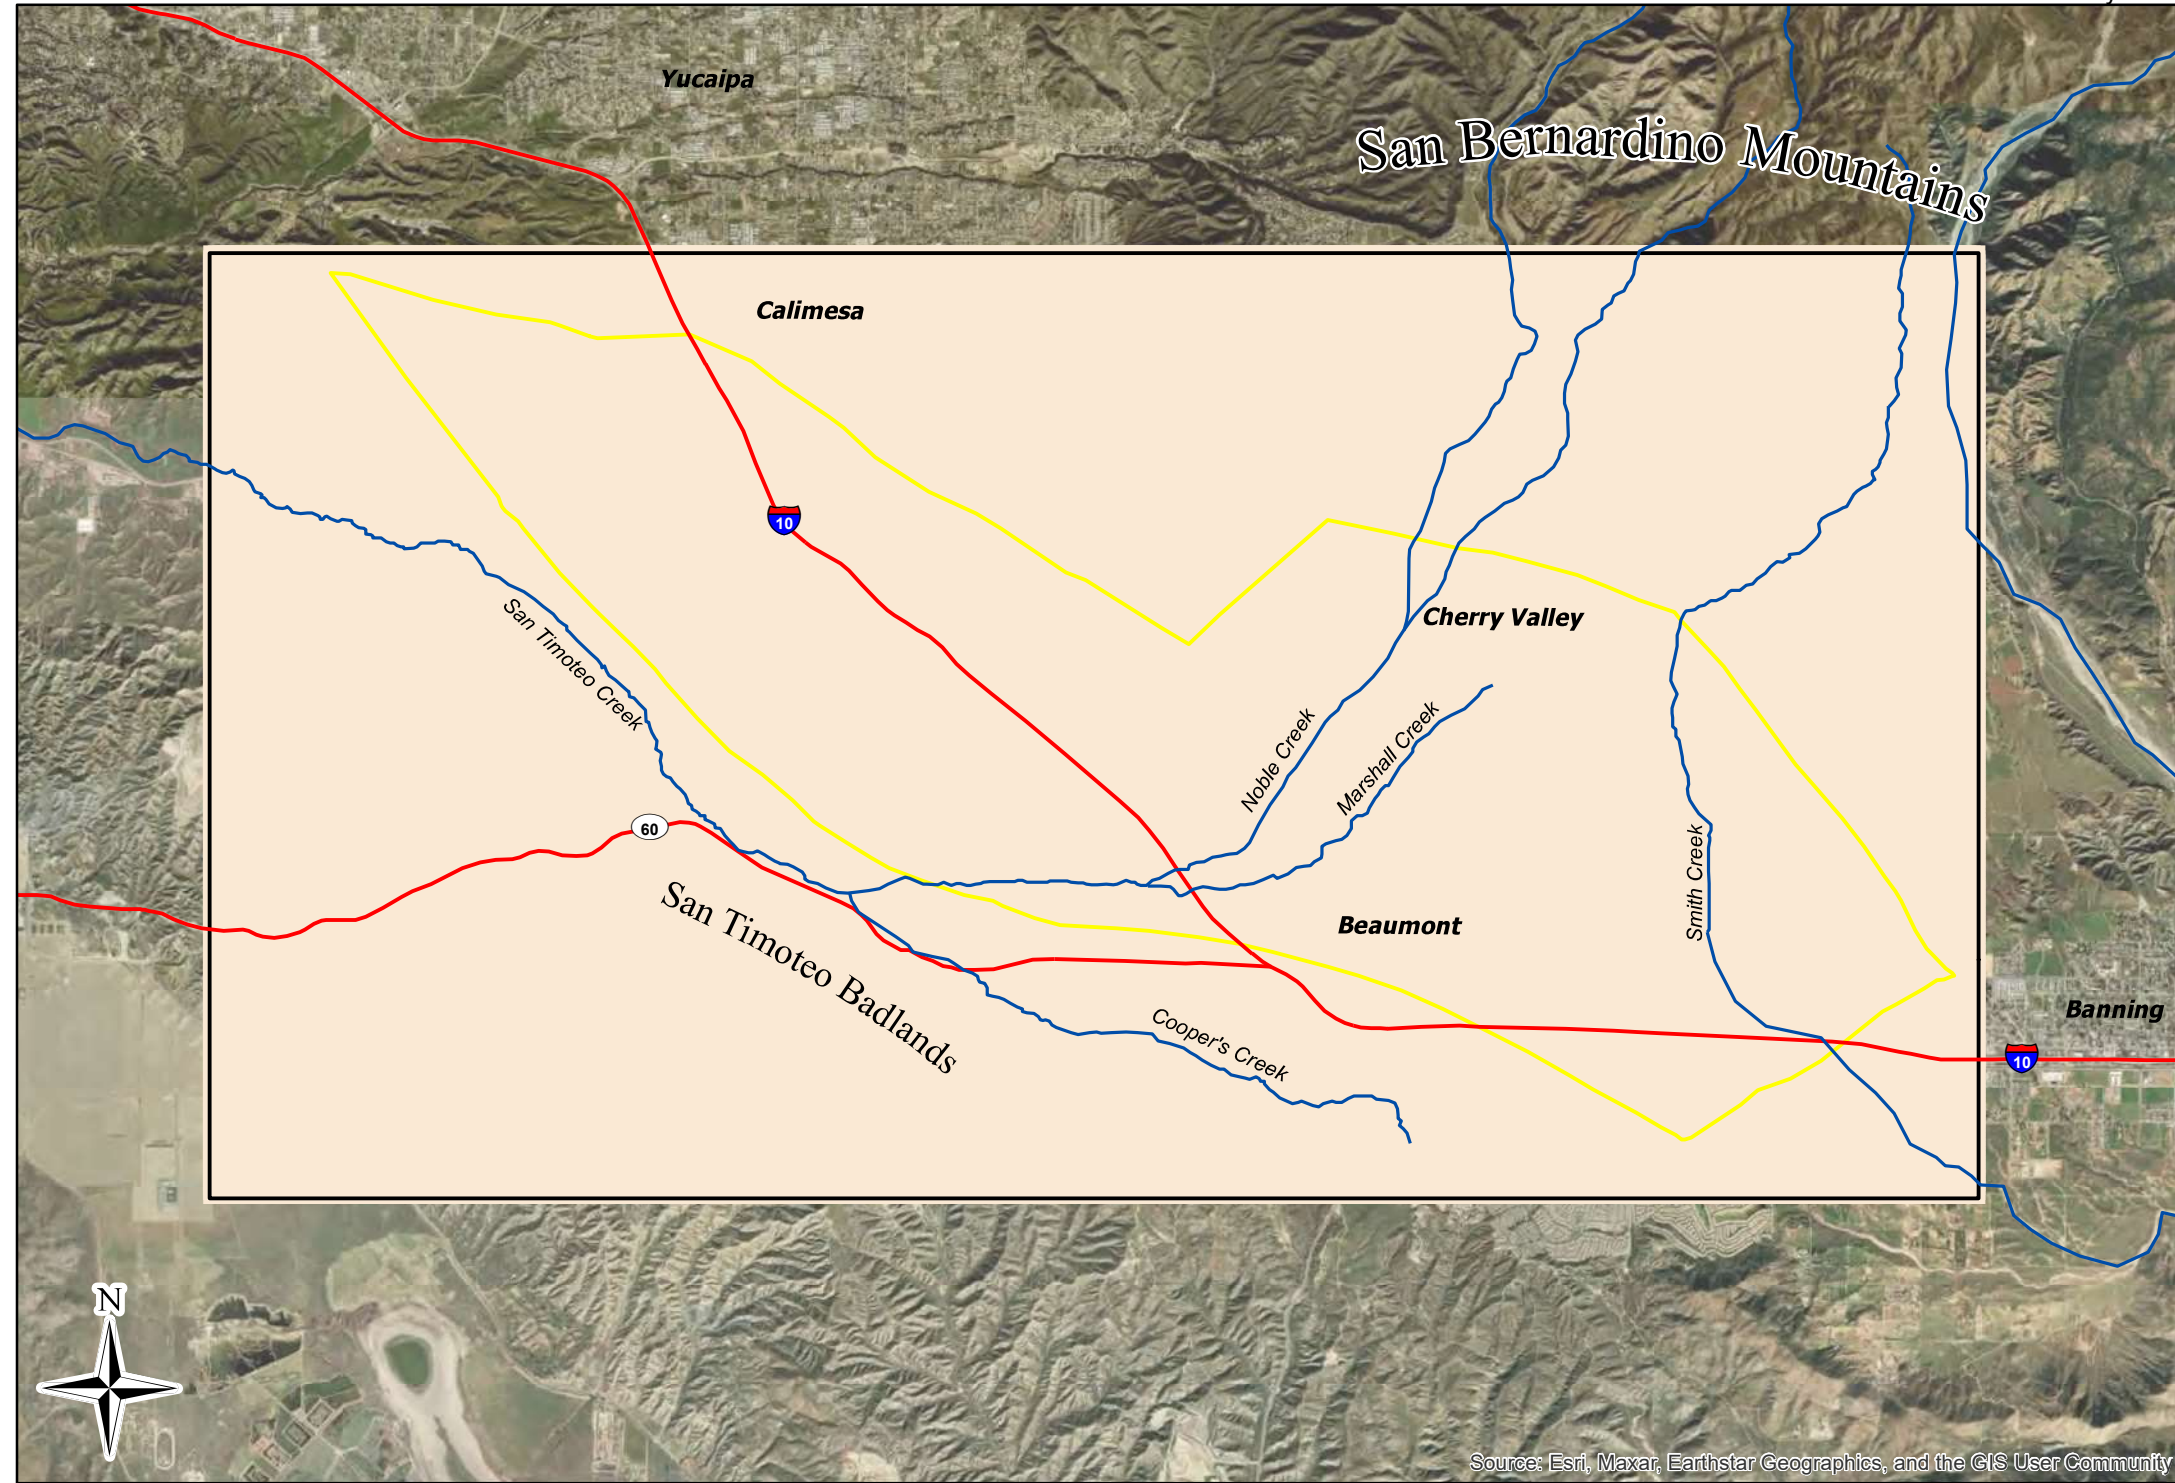 Yucaipa
San Bernardino Mountains
Calimesa
10
San Timoteo Creek
Cherry Valley
Noble Creek
Marshall Creek
60
Smith Creek
San Timoteo Badlands
Beaumont
Cooper's Creek
Banning
10
N
Source: Esri, Maxar, Earthstar Geographics, and the GIS User Community